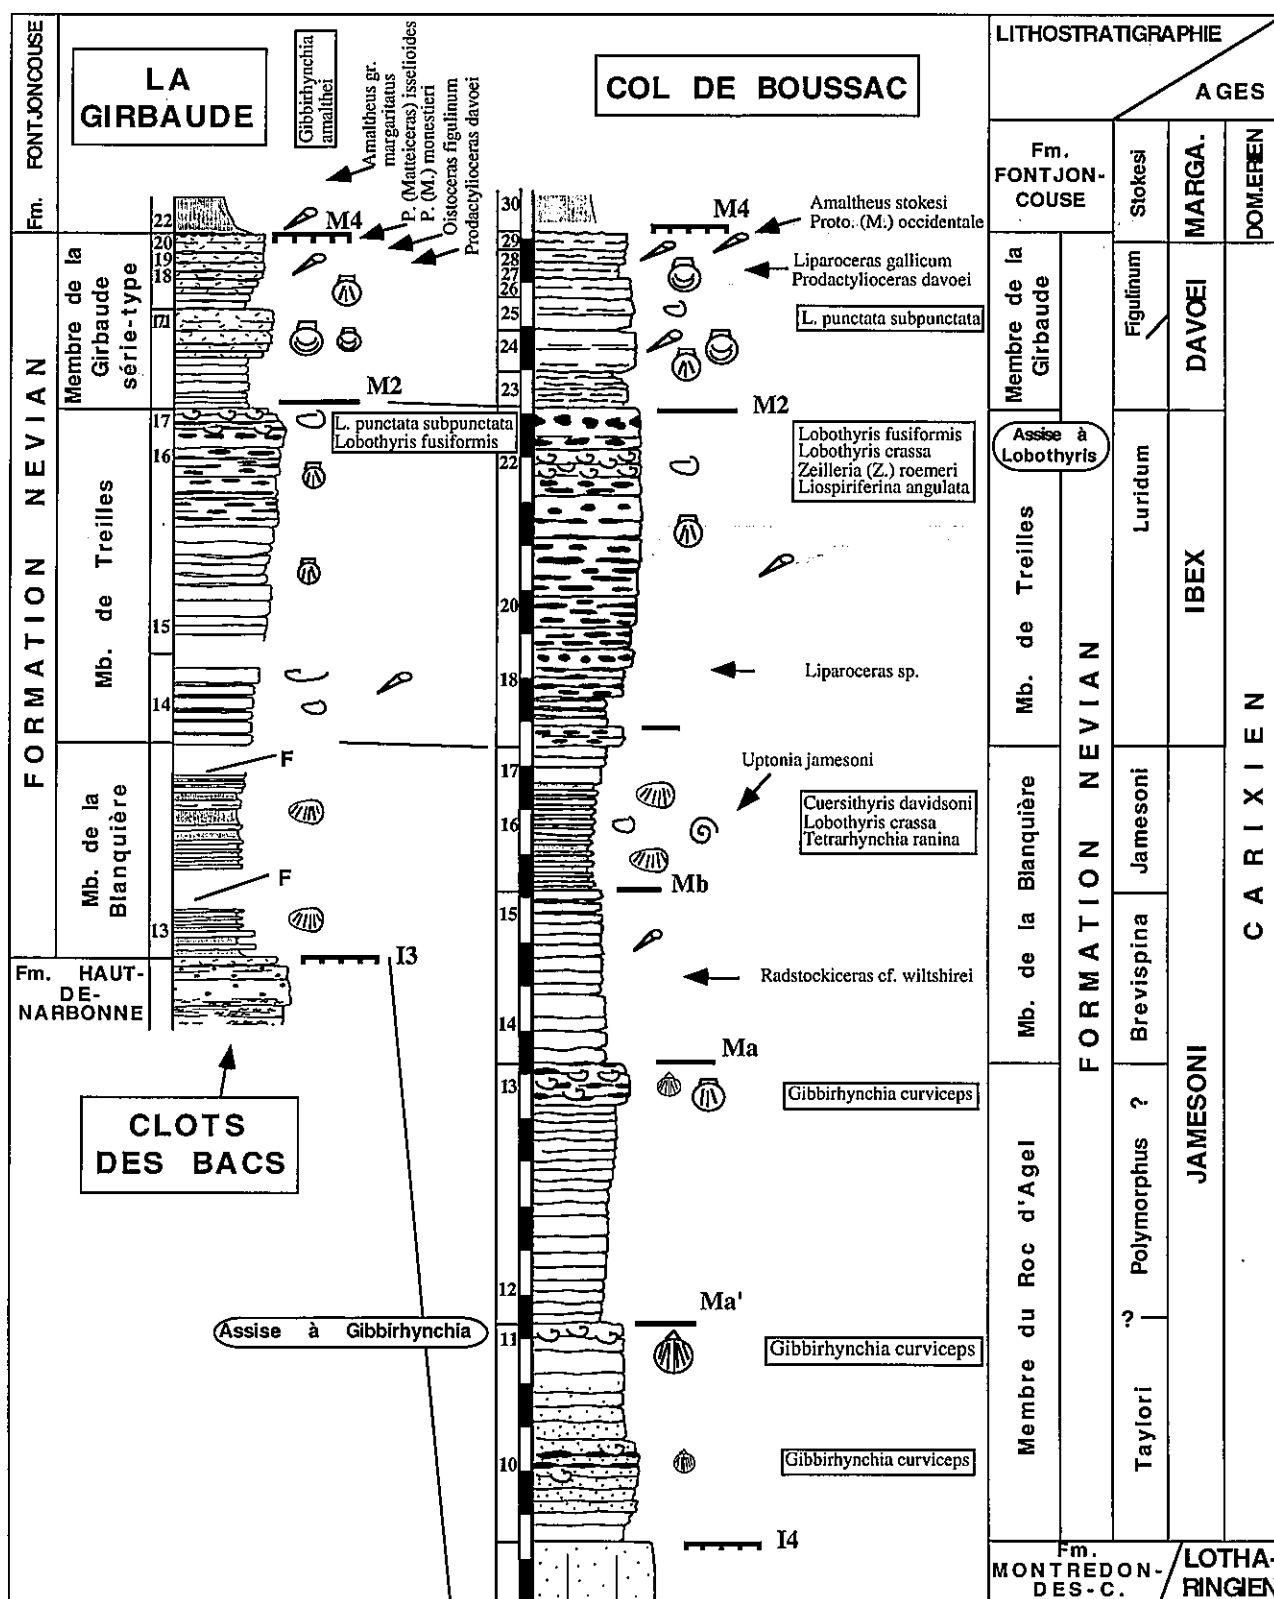 LA
GIRBAUDE
COL DE BOUSSAC
LITHOSTRATIGRAPHIE
AGES
Fm. FONTJONCOUSE
FORMATION NEVIAN
Membre de la
Girbaude
série-type
Mb. de Treilles
Mb. de la
Blanquière
Fm. HAUT-
DE-
NARBONNE
22
20
19
18
17
16
15
14
13
Gibbirhynchia
amalthei
Amaltheus gr.
margaritatus
P. (Matteiceras) isselioides
P. (M.) monestieri
Oistoceras figulinum
Prodactylioceras davoei
M4
M2
L. punctata subpunctata
Lobothyris fusiformis
F
F
I3
CLOTS
DES BACS
Assise à Gibbirhynchia
30
29
28
27
26
25
24
23
22
20
18
17
16
15
14
13
12
11
10
M4
Amaltheus stokesi
Proto. (M.) occidentale
Liparoceras gallicum
Prodactylioceras davoei
L. punctata subpunctata
M2
Lobothyris fusiformis
Lobothyris crassa
Zeilleria (Z.) roemeri
Liospiriferina angulata
Liparoceras sp.
Uptonia jamesoni
Cuersithyris davidsoni
Lobothyris crassa
Tetrarhynchia ranina
Mb
Radstockiceras cf. wiltshirei
Ma
Gibbirhynchia curviceps
Ma'
Gibbirhynchia curviceps
Gibbirhynchia curviceps
I4
Fm.
FONTJON-
COUSE
Membre de la
Girbaude
Assise à
Lobothyris
Mb. de Treilles
Mb. de la Blanquière
Membre du Roc d'Agel
FORMATION NEVIAN
Fm.
MONTREDON-
DES-C.
Stokesi
Figulinum
Luridum
Jamesoni
Brevispina
Polymorphus ?
?
Taylori
MARGA.
DAVOEI
IBEX
JAMESONI
DOMERIEN
CARIXIEN
LOTHA-
RINGIEN